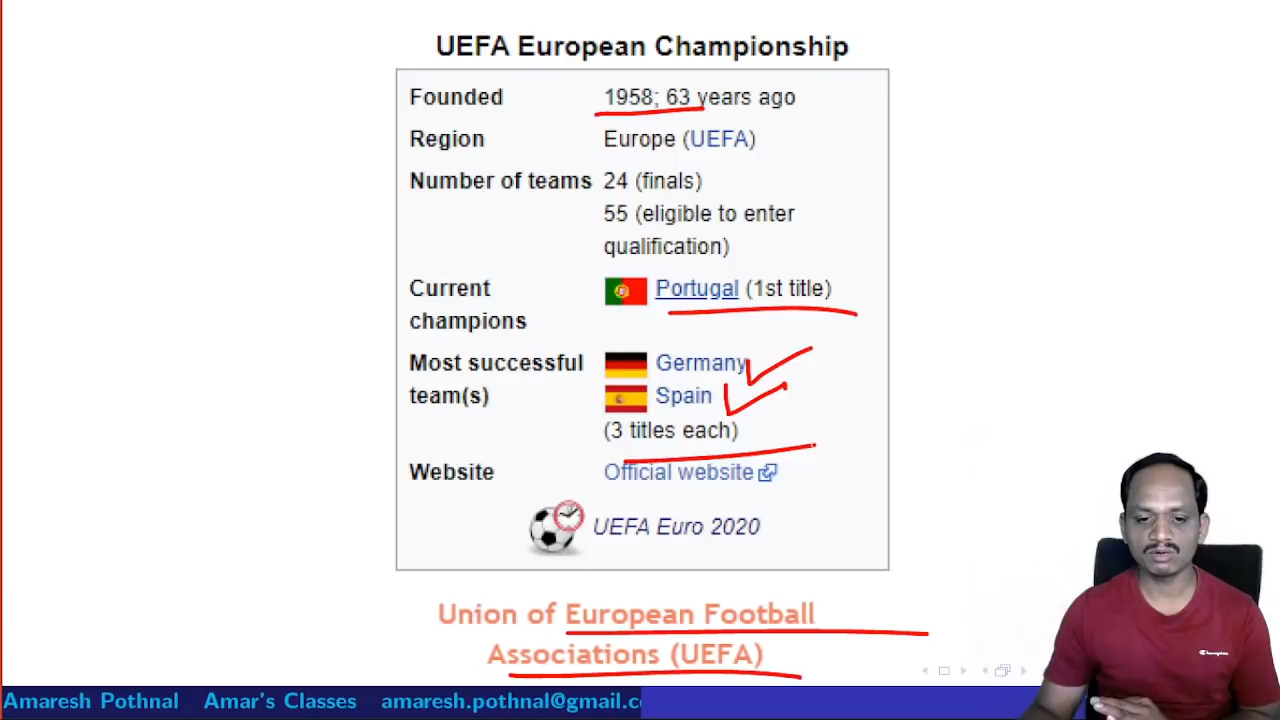 UEFA European Championship
Founded 1958; 63 years ago
Region Europe (UEFA)
Number of teams 24 (finals)
55 (eligible to enter
qualification)
Current Portugal (1st title)
champions
Most successful Germany
team(s) Spain
(3 titles each)
Website Official website
UEFA Euro 2020
Union of European Football
Associations (UEFA)
Champion
Amaresh Pothnal Amar's Classes amaresh.pothnal@gmail.c